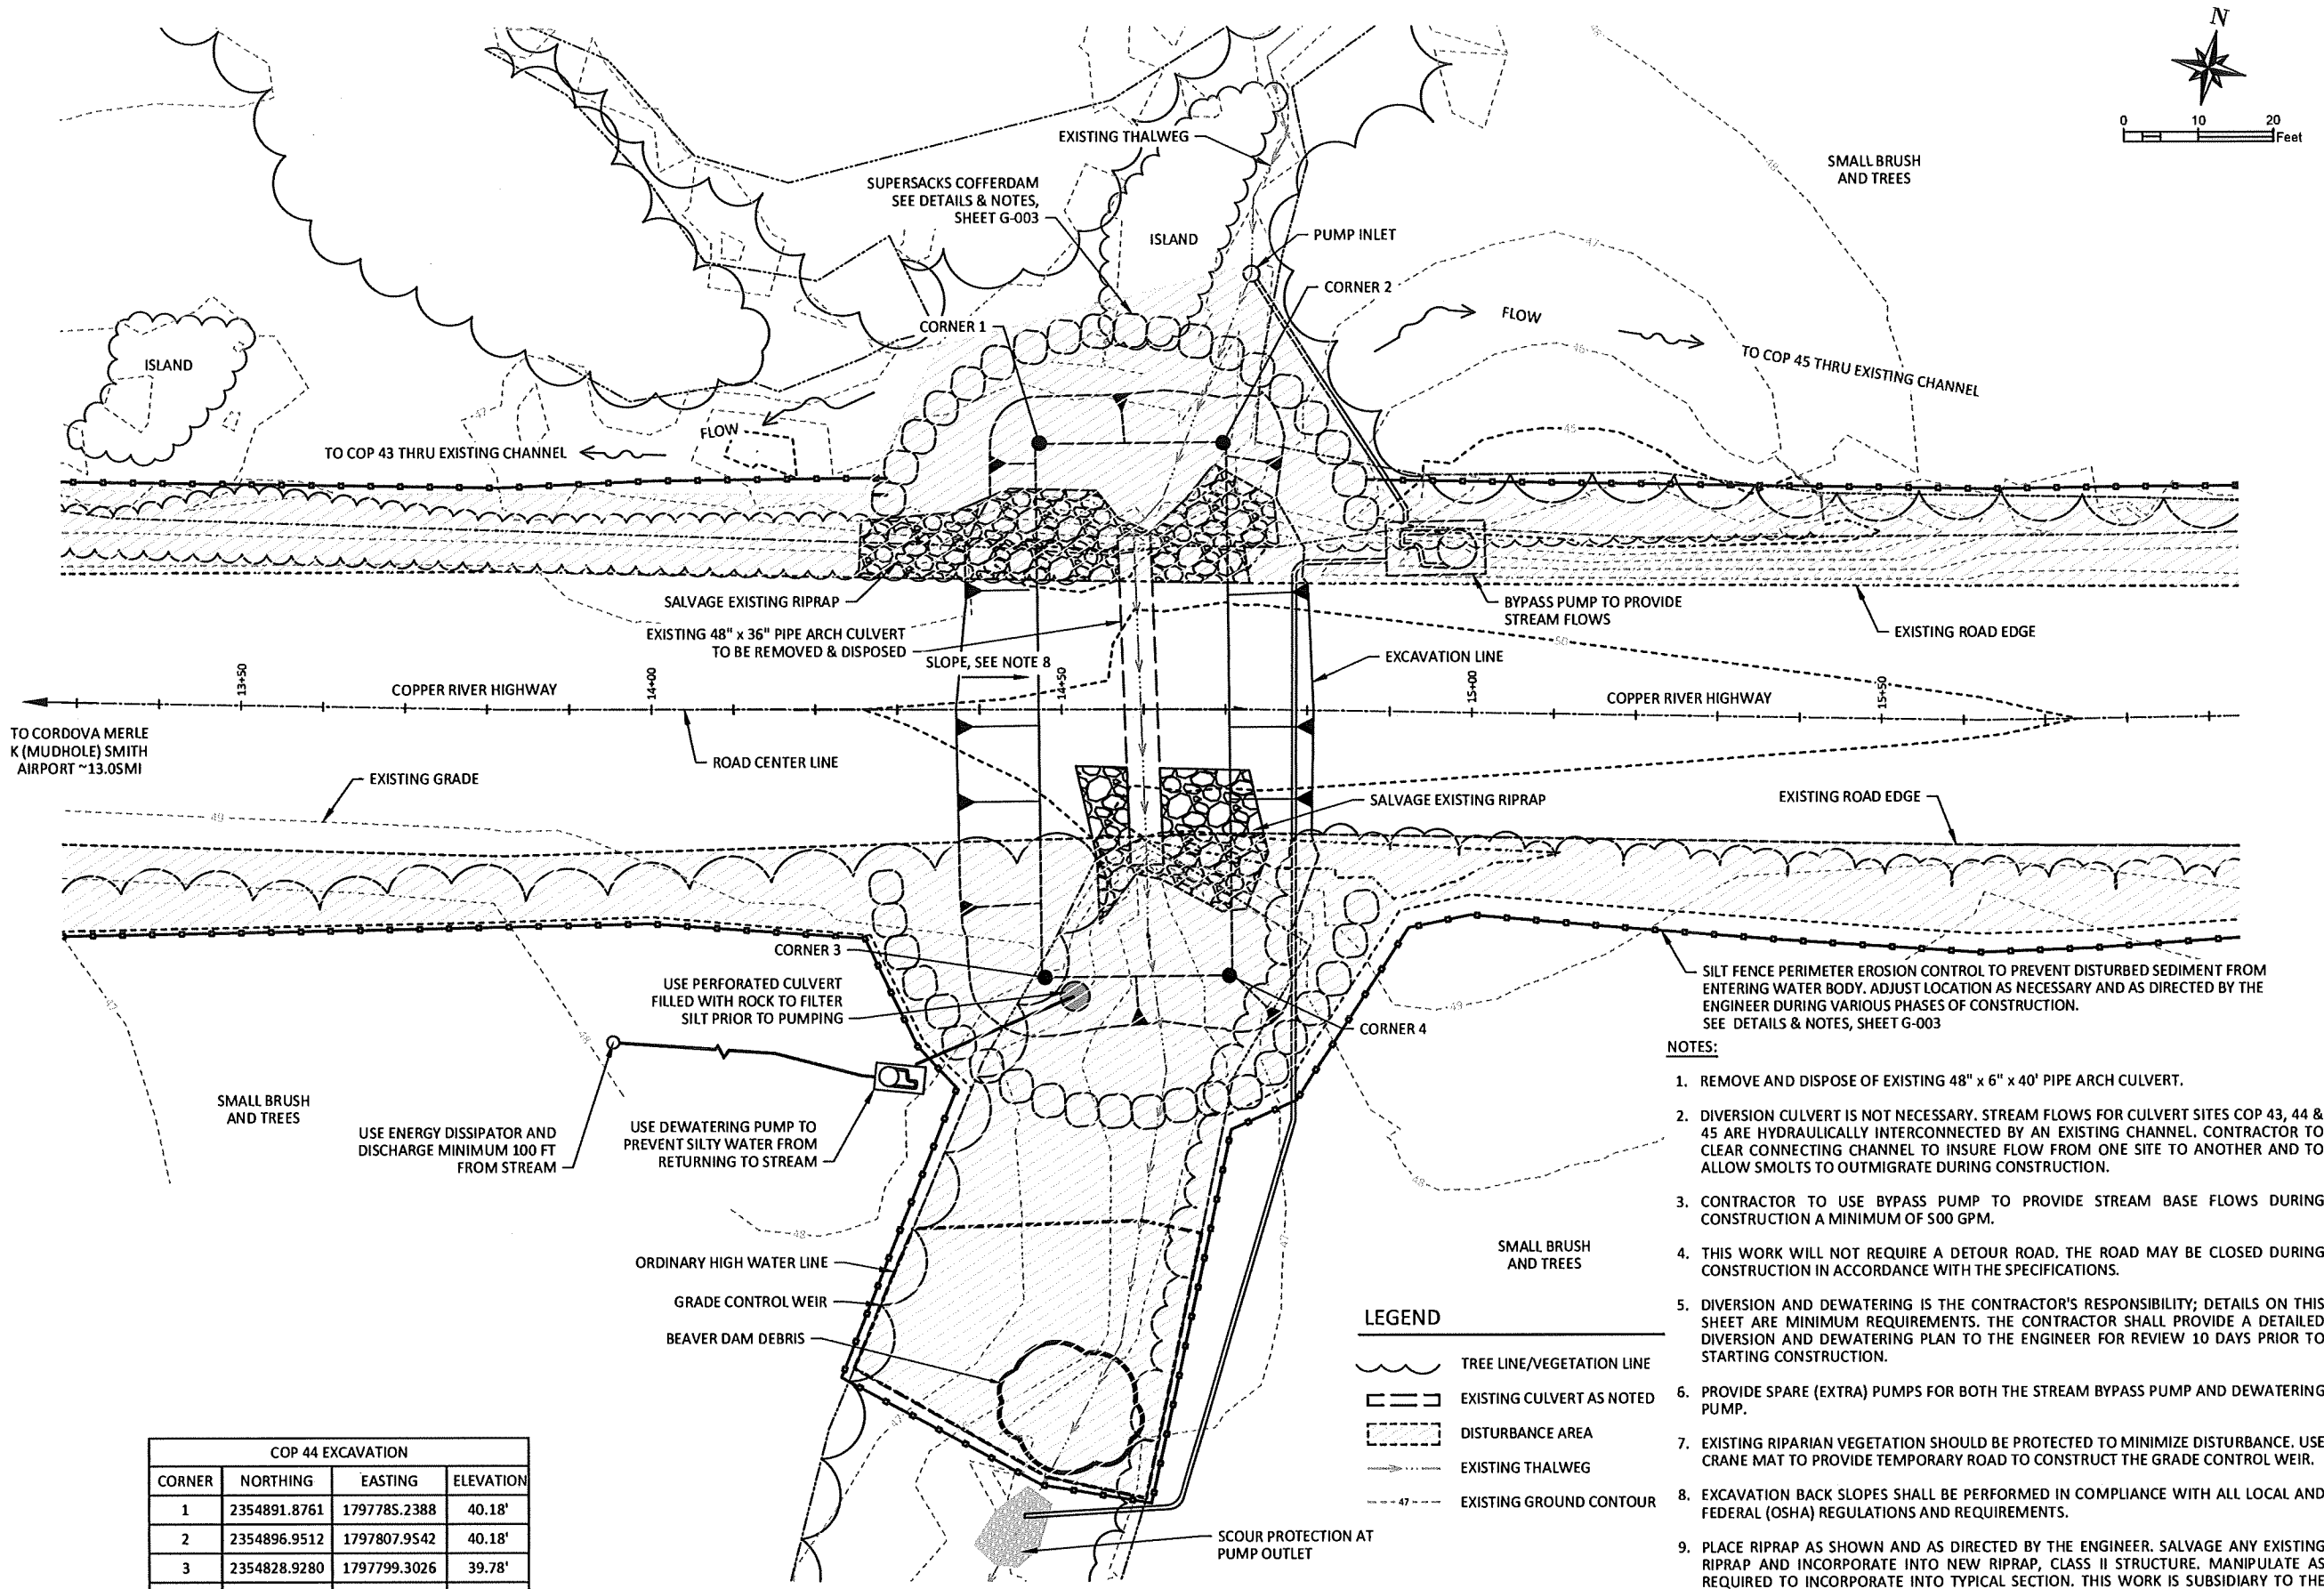 N
0 10 20
Feet
EXISTING THALWEG
SMALL BRUSH
AND TREES
SUPERSACKS COFFERDAM
SEE DETAILS & NOTES,
SHEET G-003
ISLAND
PUMP INLET
CORNER 2
CORNER 1
FLOW
TO COP 45 THRU EXISTING CHANNEL
ISLAND
FLOW
TO COP 43 THRU EXISTING CHANNEL
48
47
46
45
47
SALVAGE EXISTING RIPRAP
EXISTING 48" x 36" PIPE ARCH CULVERT
TO BE REMOVED & DISPOSED
BYPASS PUMP TO PROVIDE
STREAM FLOWS
EXISTING ROAD EDGE
50
SLOPE, SEE NOTE 8
EXCAVATION LINE
13+50
14+00
14+50
15+00
15+50
COPPER RIVER HIGHWAY
COPPER RIVER HIGHWAY
TO CORDOVA MERLE
K (MUDHOLE) SMITH
AIRPORT ~13.0SMI
ROAD CENTER LINE
EXISTING GRADE
49
SALVAGE EXISTING RIPRAP
EXISTING ROAD EDGE
CORNER 3
USE PERFORATED CULVERT
FILLED WITH ROCK TO FILTER
SILT PRIOR TO PUMPING
CORNER 4
SILT FENCE PERIMETER EROSION CONTROL TO PREVENT DISTURBED SEDIMENT FROM
ENTERING WATER BODY. ADJUST LOCATION AS NECESSARY AND AS DIRECTED BY THE
ENGINEER DURING VARIOUS PHASES OF CONSTRUCTION.
SEE DETAILS & NOTES, SHEET G-003
47
48
49
SMALL BRUSH
AND TREES
USE ENERGY DISSIPATOR AND
DISCHARGE MINIMUM 100 FT
FROM STREAM
USE DEWATERING PUMP TO
PREVENT SILTY WATER FROM
RETURNING TO STREAM
48
48
47
ORDINARY HIGH WATER LINE
GRADE CONTROL WEIR
BEAVER DAM DEBRIS
SMALL BRUSH
AND TREES
47
SCOUR PROTECTION AT
PUMP OUTLET
LEGEND
TREE LINE/VEGETATION LINE
EXISTING CULVERT AS NOTED
DISTURBANCE AREA
EXISTING THALWEG
47 EXISTING GROUND CONTOUR
NOTES:
1. REMOVE AND DISPOSE OF EXISTING 48" x 6" x 40' PIPE ARCH CULVERT.
2. DIVERSION CULVERT IS NOT NECESSARY. STREAM FLOWS FOR CULVERT SITES COP 43, 44 &
45 ARE HYDRAULICALLY INTERCONNECTED BY AN EXISTING CHANNEL. CONTRACTOR TO
CLEAR CONNECTING CHANNEL TO INSURE FLOW FROM ONE SITE TO ANOTHER AND TO
ALLOW SMOLTS TO OUTMIGRATE DURING CONSTRUCTION.
3. CONTRACTOR TO USE BYPASS PUMP TO PROVIDE STREAM BASE FLOWS DURING
CONSTRUCTION A MINIMUM OF 500 GPM.
4. THIS WORK WILL NOT REQUIRE A DETOUR ROAD. THE ROAD MAY BE CLOSED DURING
CONSTRUCTION IN ACCORDANCE WITH THE SPECIFICATIONS.
5. DIVERSION AND DEWATERING IS THE CONTRACTOR'S RESPONSIBILITY; DETAILS ON THIS
SHEET ARE MINIMUM REQUIREMENTS. THE CONTRACTOR SHALL PROVIDE A DETAILED
DIVERSION AND DEWATERING PLAN TO THE ENGINEER FOR REVIEW 10 DAYS PRIOR TO
STARTING CONSTRUCTION.
6. PROVIDE SPARE (EXTRA) PUMPS FOR BOTH THE STREAM BYPASS PUMP AND DEWATERING
PUMP.
7. EXISTING RIPARIAN VEGETATION SHOULD BE PROTECTED TO MINIMIZE DISTURBANCE. USE
CRANE MAT TO PROVIDE TEMPORARY ROAD TO CONSTRUCT THE GRADE CONTROL WEIR.
8. EXCAVATION BACK SLOPES SHALL BE PERFORMED IN COMPLIANCE WITH ALL LOCAL AND
FEDERAL (OSHA) REGULATIONS AND REQUIREMENTS.
9. PLACE RIPRAP AS SHOWN AND AS DIRECTED BY THE ENGINEER. SALVAGE ANY EXISTING
RIPRAP AND INCORPORATE INTO NEW RIPRAP, CLASS II STRUCTURE. MANIPULATE AS
REQUIRED TO INCORPORATE INTO TYPICAL SECTION. THIS WORK IS SUBSIDIARY TO THE
COP 44 EXCAVATION
CORNER NORTHING EASTING ELEVATION
1 2354891.8761 1797785.2388 40.18'
2 2354896.9512 1797807.9542 40.18'
3 2354828.9280 1797799.3026 39.78'